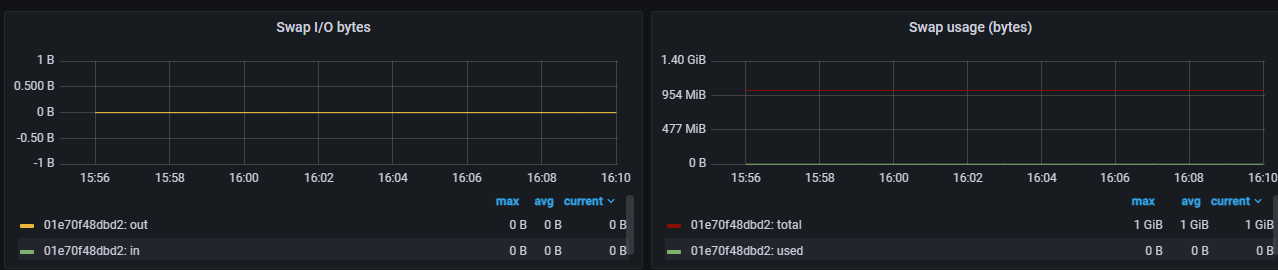 Swap I/O bytes
1 B
0.500 B
0 B
-0.50 B
-1 B
15:56 15:58 16:00 16:02 16:04 16:06 16:08 16:10
max avg current
01e70f48dbd2: out 0 B 0 B 0 B
01e70f48dbd2: in 0 B 0 B 0 B
Swap usage (bytes)
1.40 GiB
954 MiB
477 MiB
0 B
15:56 15:58 16:00 16:02 16:04 16:06 16:08 16:10
max avg current
01e70f48dbd2: total 1 GiB 1 GiB 1 GiB
01e70f48dbd2: used 0 B 0 B 0 B